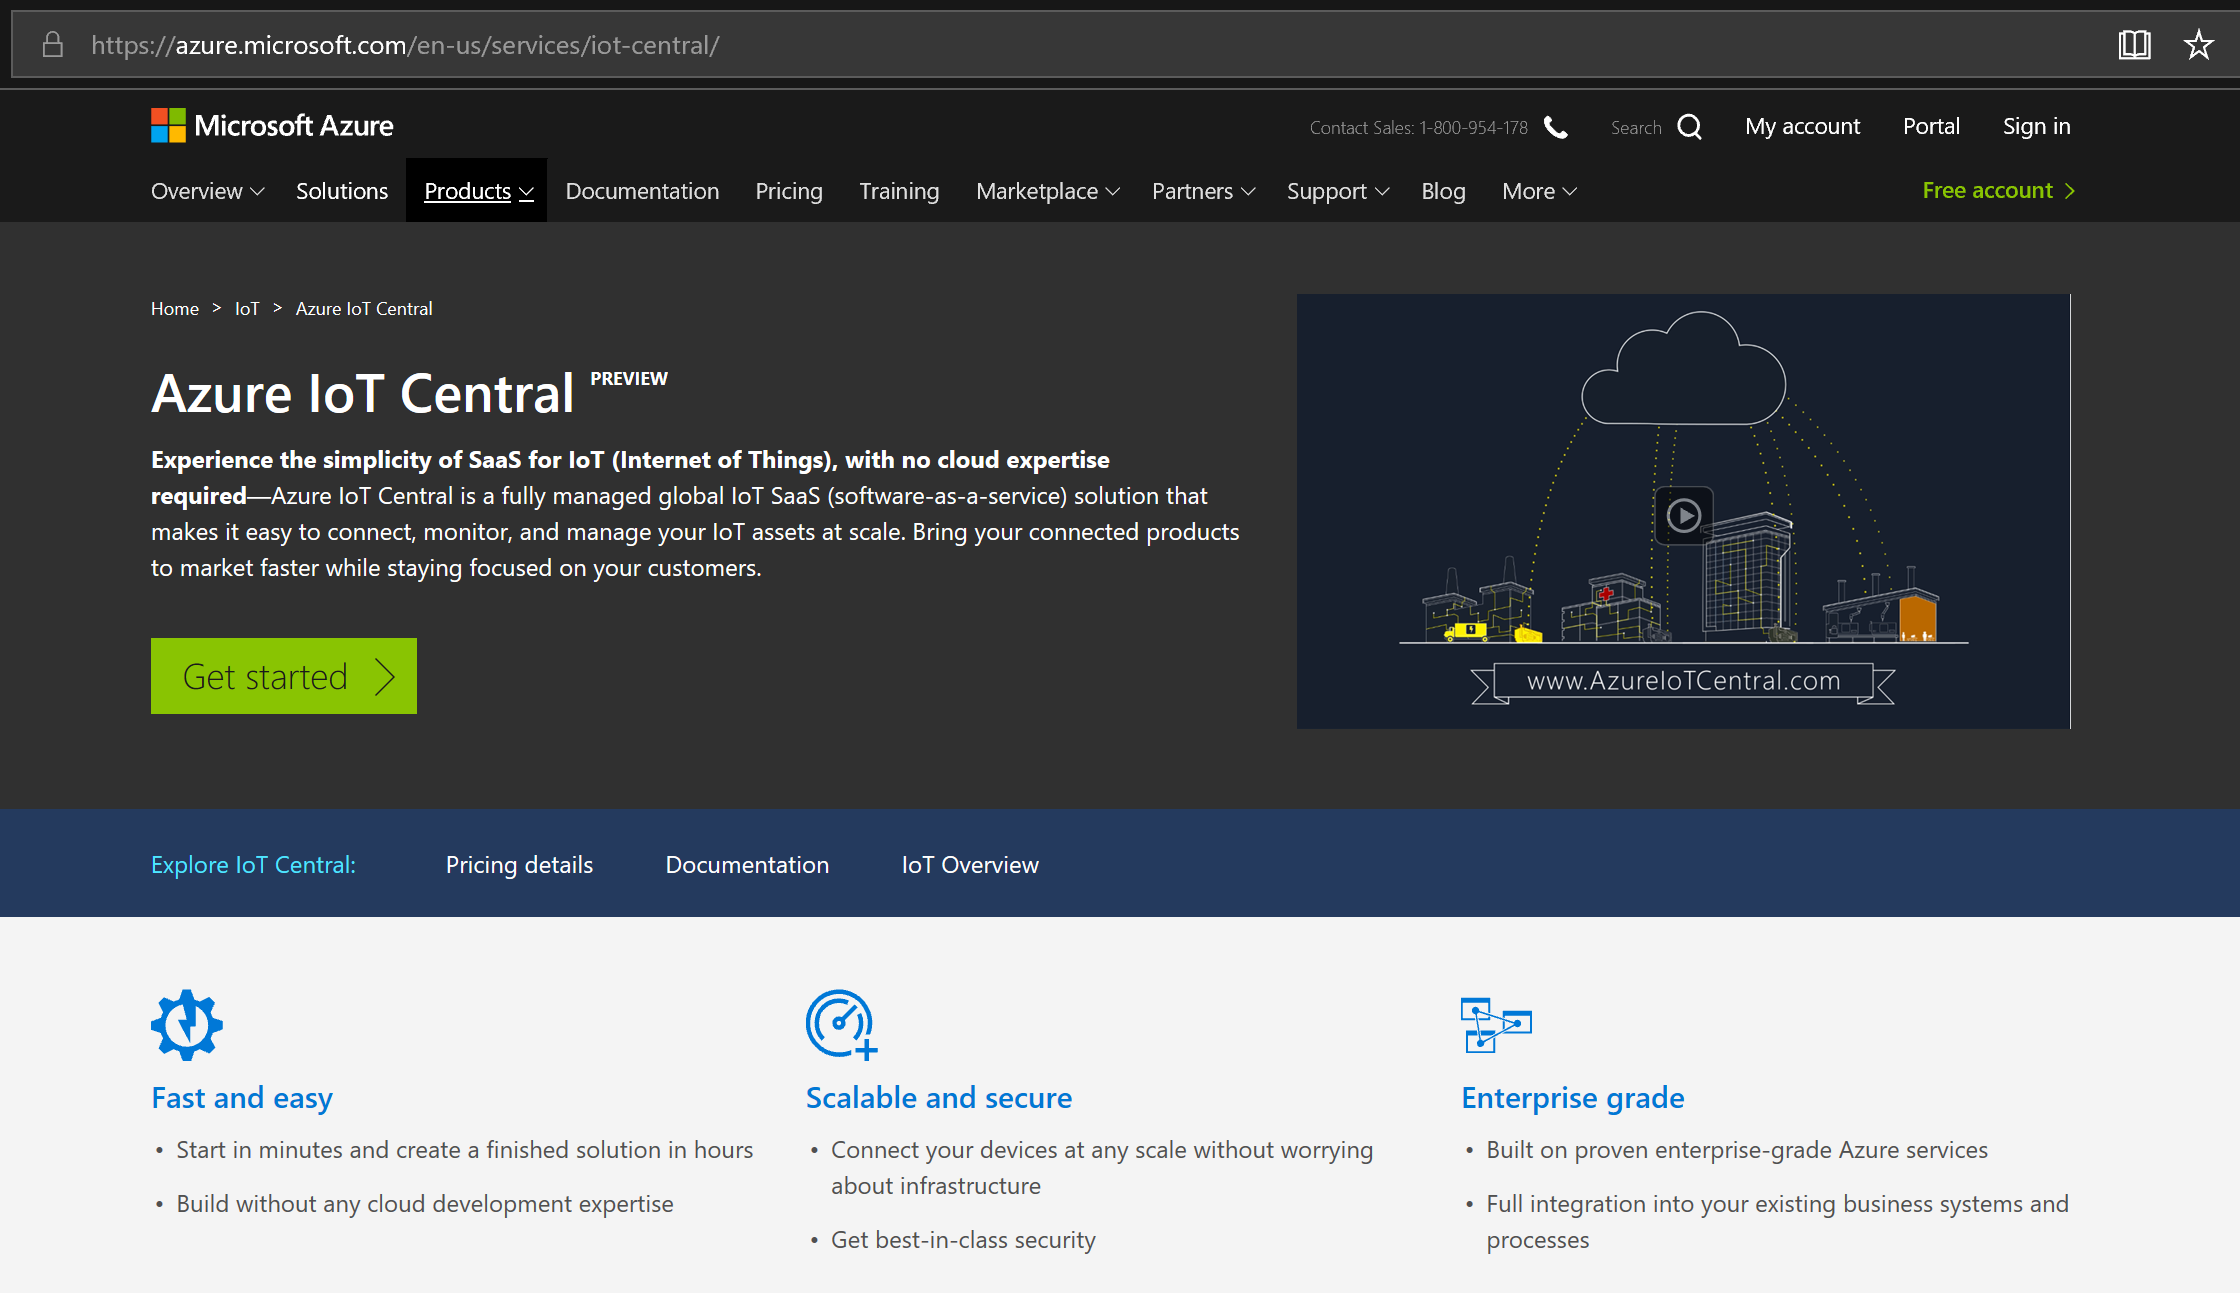 https://azure.microsoft.com/en-us/services/iot-central/
Microsoft Azure
Contact Sales: 1-800-954-178
Search
My account
Portal
Sign in
Overview
Solutions
Products
Documentation
Pricing
Training
Marketplace
Partners
Support
Blog
More
Free account
Home > IoT > Azure IoT Central
Azure IoT Central PREVIEW
Experience the simplicity of SaaS for IoT (Internet of Things), with no cloud expertise
required—Azure IoT Central is a fully managed global IoT SaaS (software-as-a-service) solution that
makes it easy to connect, monitor, and manage your IoT assets at scale. Bring your connected products
to market faster while staying focused on your customers.
Get started
www.AzureIoTCentral.com
Explore IoT Central:
Pricing details
Documentation
IoT Overview
Fast and easy
• Start in minutes and create a finished solution in hours
• Build without any cloud development expertise
Scalable and secure
• Connect your devices at any scale without worrying
about infrastructure
• Get best-in-class security
Enterprise grade
• Built on proven enterprise-grade Azure services
• Full integration into your existing business systems and
processes